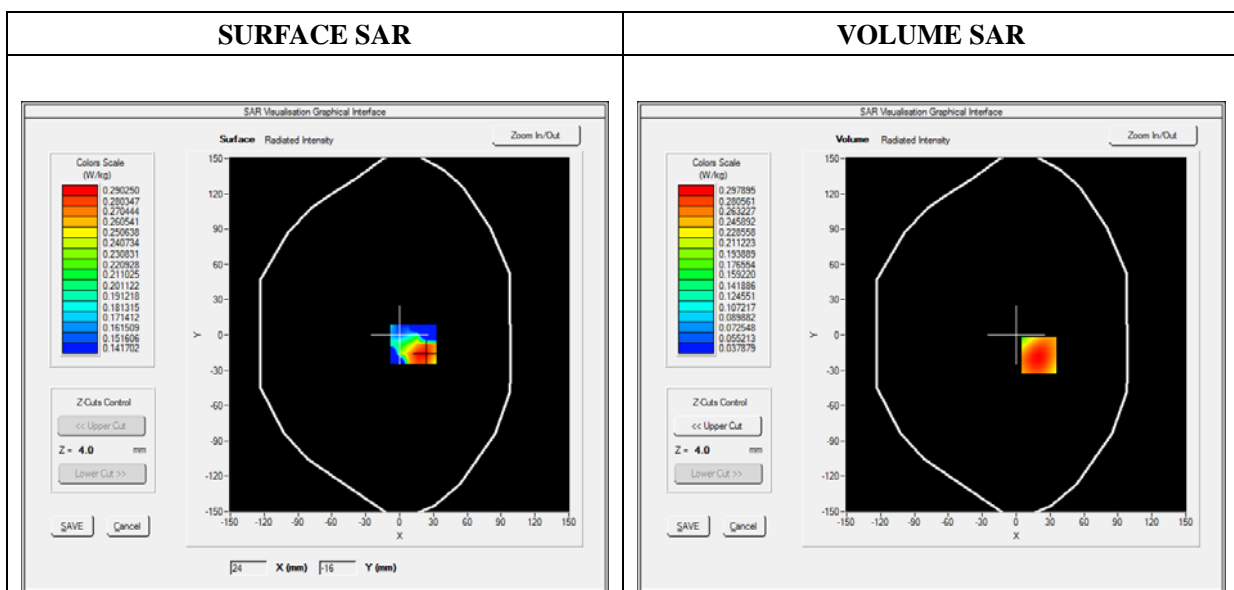 SURFACE SAR
VOLUME SAR
SAR Visualisation Graphical Interface
Surface Radiated Intensity
Zoom In/Out
Colors Scale
(W/kg)
0.290250
0.280347
0.270444
0.260541
0.250638
0.240734
0.230831
0.220928
0.211025
0.201122
0.191218
0.181315
0.171412
0.161509
0.151606
0.141702
Z-Cuts Control
<< Upper Cut
Z = 4.0 mm
Lower Cut >>
SAVE Cancel
150
120
90
60
30
0
-30
-60
-90
-120
-150
Y
-150 -120 -90 -60 -30 0 30 60 90 120 150
X
24 X (mm) -16 Y (mm)
SAR Visualisation Graphical Interface
Volume Radiated Intensity
Zoom In/Out
Colors Scale
(W/kg)
0.297895
0.280561
0.263227
0.245892
0.228558
0.211223
0.193889
0.176554
0.159220
0.141886
0.124551
0.107217
0.089882
0.072548
0.055213
0.037879
Z-Cuts Control
<< Upper Cut
Z = 4.0 mm
Lower Cut >>
SAVE Cancel
150
120
90
60
30
0
-30
-60
-90
-120
-150
Y
-150 -120 -90 -60 -30 0 30 60 90 120 150
X